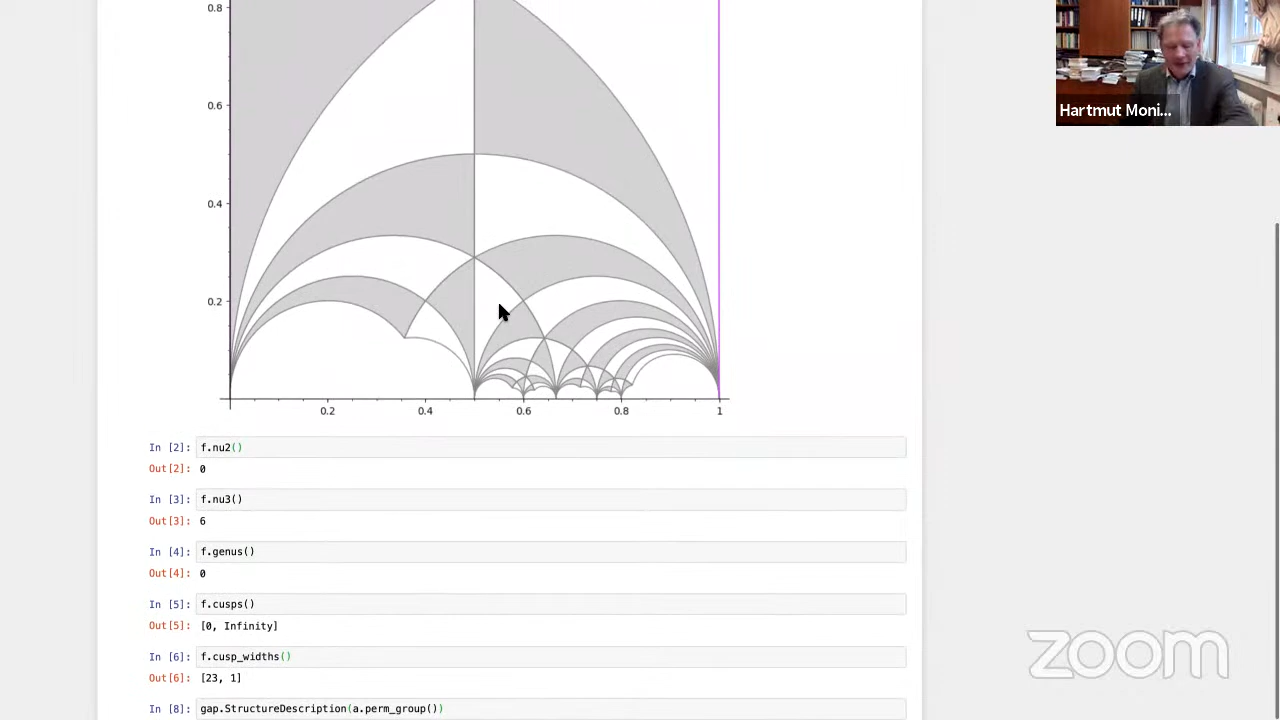 0.8
Hartmut Moni...
0.6
0.4
0.2
0.2 0.4 0.6 0.8 1
In [2]: f.nu2()
Out[2]: 0
In [3]: f.nu3()
Out[3]: 6
In [4]: f.genus()
Out[4]: 0
In [5]: f.cusps()
Out[5]: [0, Infinity]
In [6]: f.cusp_widths()
Out[6]: [23, 1]
In [8]: gap.StructureDescription(a.perm_group())
zoom